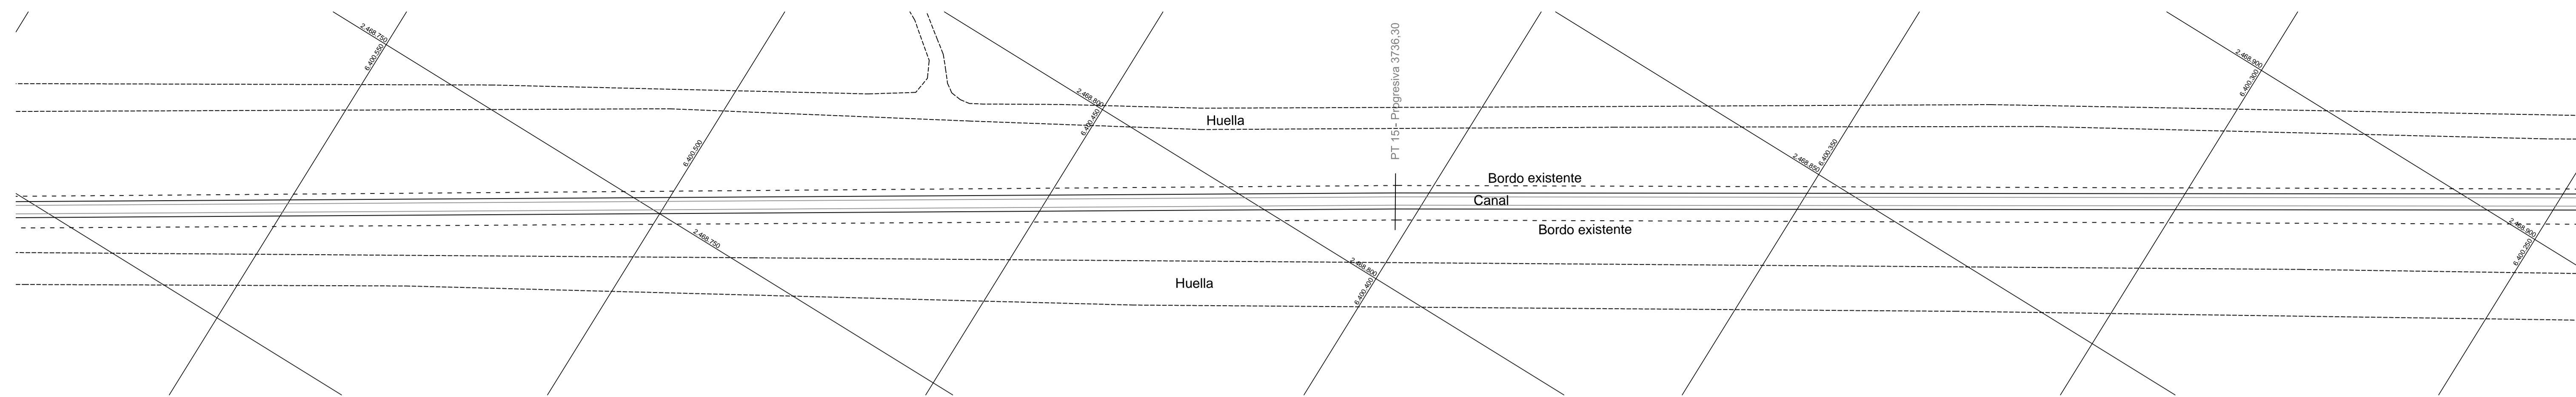 2.468.750
6.400.550
6.400.500
2.468.750
2.468.800
6.400.450
Huella
PT 15 - Progresiva 3736,30
Bordo existente
Canal
Bordo existente
2.468.800
6.400.400
Huella
2.468.850
6.400.350
2.468.900
6.400.300
2.468.900
6.400.250